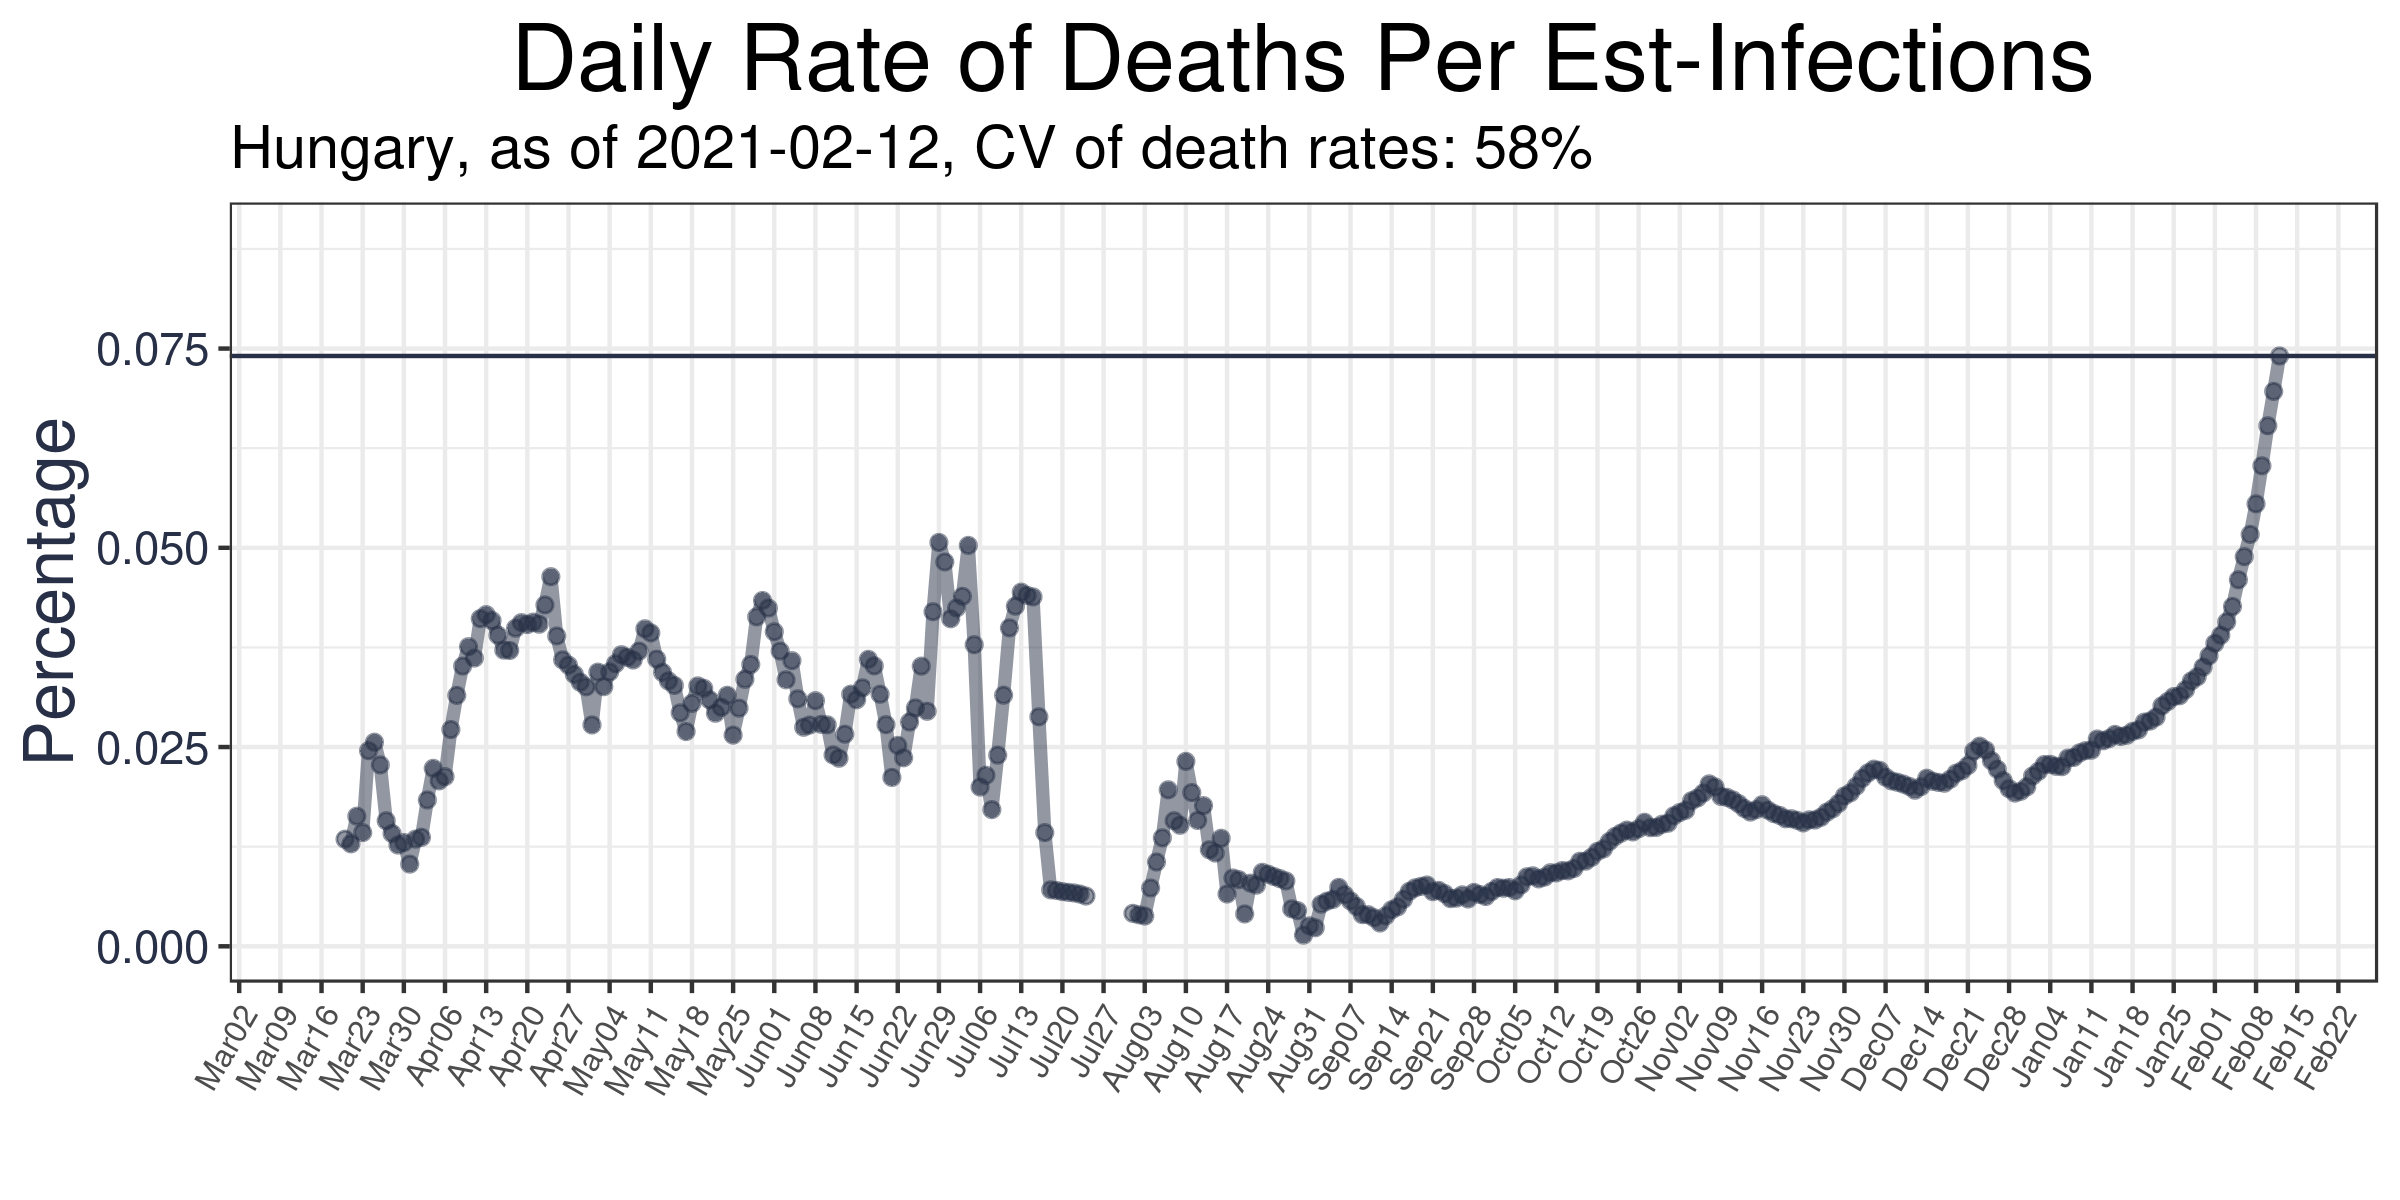 Daily Rate of Deaths Per Est-Infections
Hungary, as of 2021-02-12, CV of death rates: 58%
Percentage
0.075
0.050
0.025
0.000
Mar02
Mar09
Mar16
Mar23
Mar30
Apr06
Apr13
Apr20
Apr27
May04
May11
May18
May25
Jun01
Jun08
Jun15
Jun22
Jun29
Jul06
Jul13
Jul20
Jul27
Aug03
Aug10
Aug17
Aug24
Aug31
Sep07
Sep14
Sep21
Sep28
Oct05
Oct12
Oct19
Oct26
Nov02
Nov09
Nov16
Nov23
Nov30
Dec07
Dec14
Dec21
Dec28
Jan04
Jan11
Jan18
Jan25
Feb01
Feb08
Feb15
Feb22